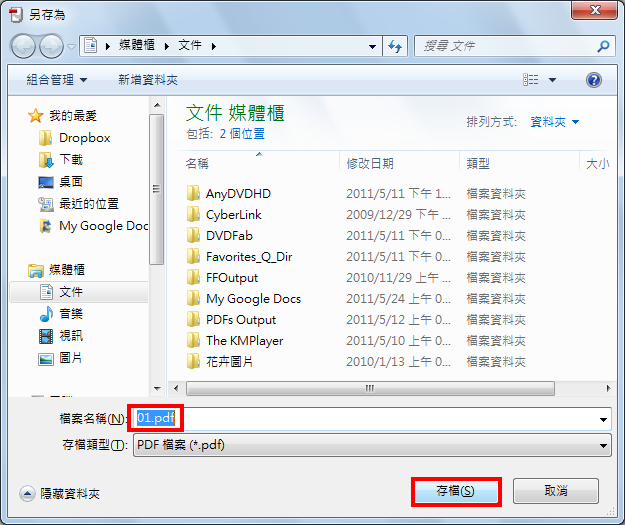 另存為
媒體櫃 文件
搜尋 文件
組合管理 新增資料夾
我的最愛
Dropbox
下載
桌面
最近的位置
My Google Doc
媒體櫃
文件
音樂
視訊
圖片
文件 媒體櫃
包括: 2 個位置
排列方式: 資料夾
名稱 修改日期 類型 大小
AnyDVDHD 2011/5/11 下午 1... 檔案資料夾
CyberLink 2009/12/29 下午 ... 檔案資料夾
DVDFab 2011/5/11 下午 0... 檔案資料夾
Favorites_Q_Dir 2011/5/11 下午 0... 檔案資料夾
FFOutput 2010/11/29 上午 ... 檔案資料夾
My Google Docs 2011/5/24 上午 0... 檔案資料夾
PDFs Output 2011/5/12 上午 0... 檔案資料夾
The KMPlayer 2011/5/10 上午 0... 檔案資料夾
花卉圖片 2010/1/13 上午 0... 檔案資料夾
檔案名稱(N): 01.pdf
存檔類型(T): PDF 檔案 (*.pdf)
隱藏資料夾 存檔(S) 取消